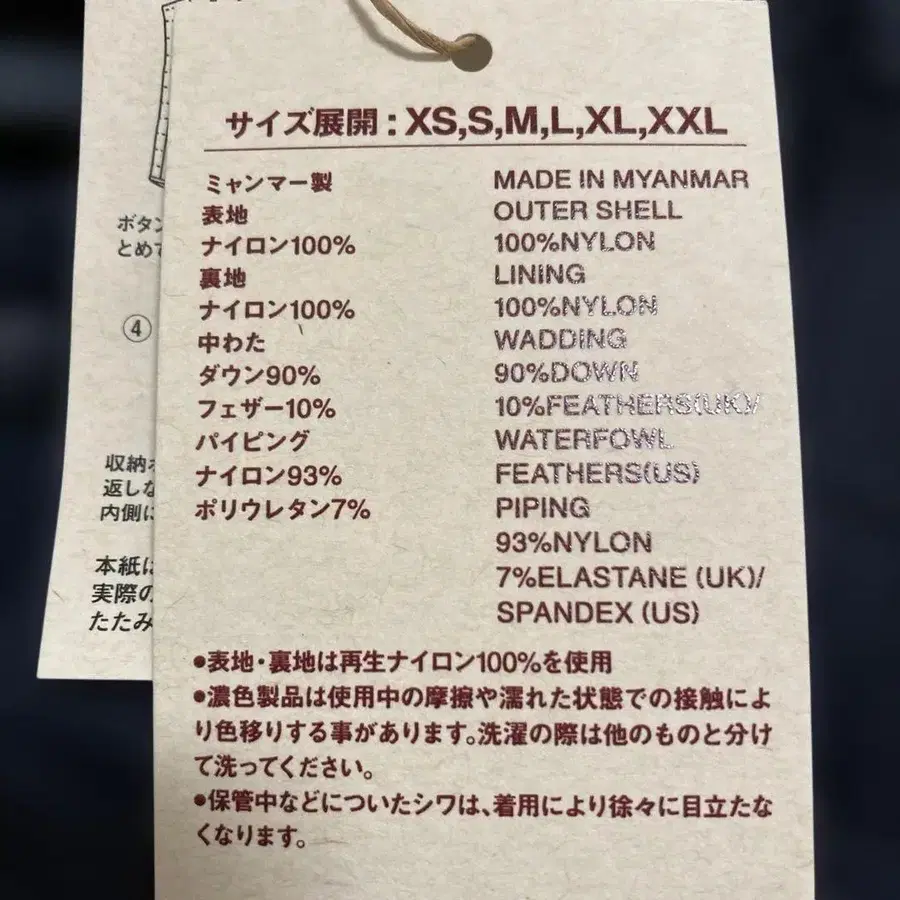 サイズ展開 : XS,S,M,L,XL,XXL
ミャンマー製
表地
ナイロン100%
裏地
ナイロン100%
中わた
ダウン90%
フェザー10%
パイピング
ナイロン93%
ポリウレタン7%
MADE IN MYANMAR
OUTER SHELL
100%NYLON
LINING
100%NYLON
WADDING
90%DOWN
10%FEATHERS(UK)/
WATERFOWL
FEATHERS(US)
PIPING
93%NYLON
7%ELASTANE (UK)/
SPANDEX (US)
●表地・裏地は再生ナイロン100%を使用
●濃色製品は使用中の摩擦や濡れた状態での接触によ
り色移りする事があります。洗濯の際は他のものと分け
て洗ってください。
●保管中などについたシワは、着用により徐々に目立たな
くなります。
ボタン
とめて
④
収納
返しな
内側に
本紙は
実際の
たたみ